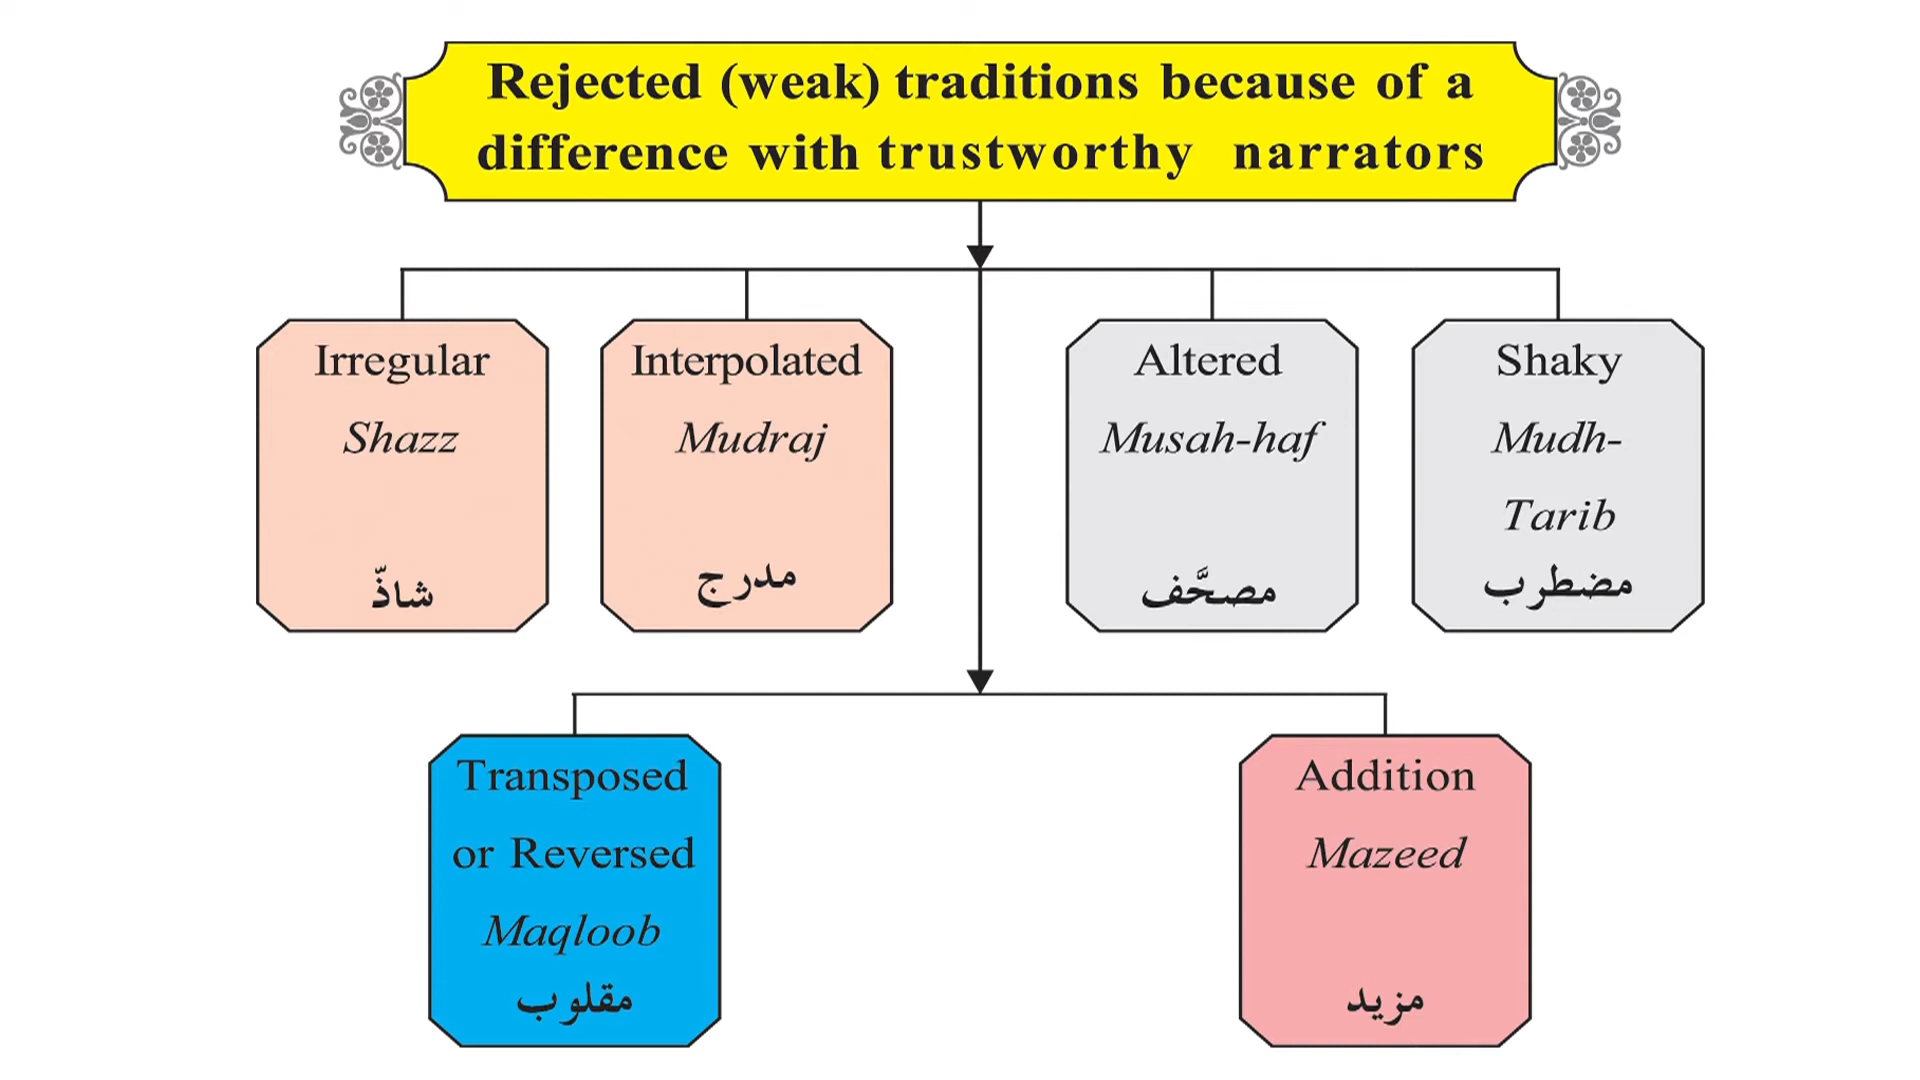 Rejected (weak) traditions because of a
difference with trustworthy narrators
Irregular
Shazz
شاذّ
Interpolated
Mudraj
مدرج
Altered
Musah-haf
مصحَّف
Shaky
Mudh-
Tarib
مضطرب
Transposed
or Reversed
Maqloob
مقلوب
Addition
Mazeed
مزيد